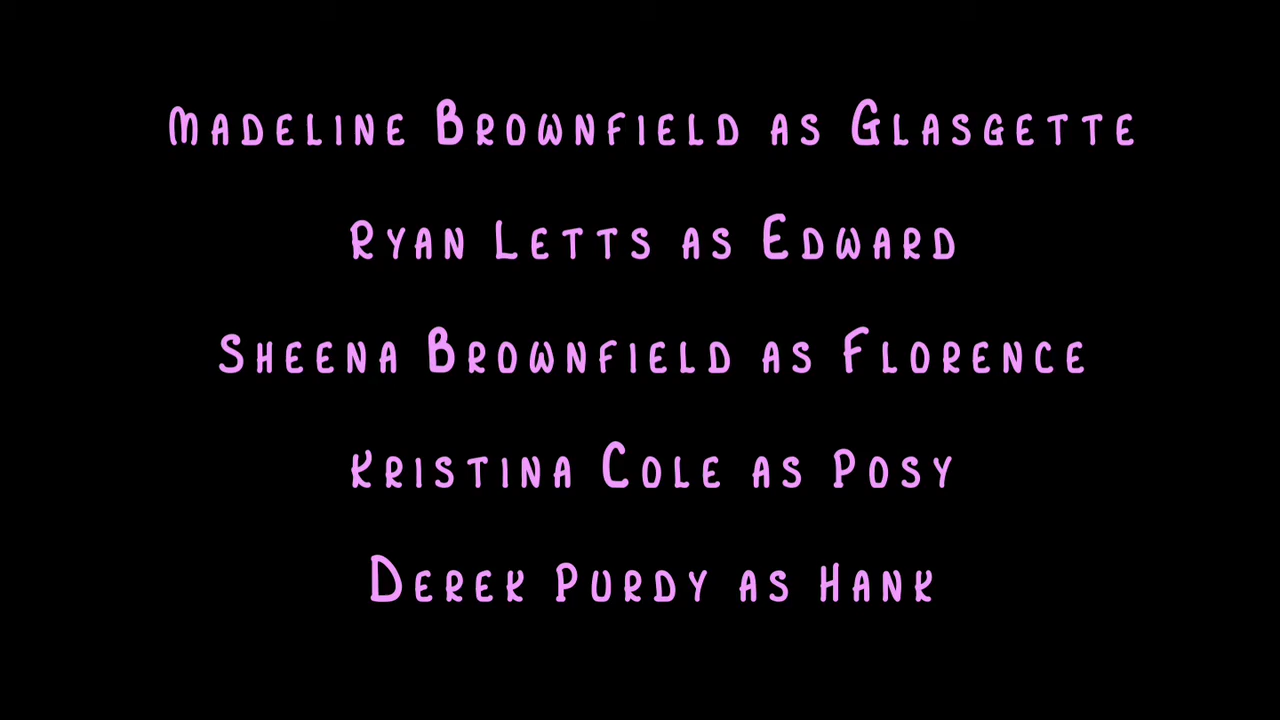 Madeline Brownfield as Glasgette
Ryan Letts as Edward
Sheena Brownfield as Florence
Kristina Cole as Posy
Derek Purdy as Hank